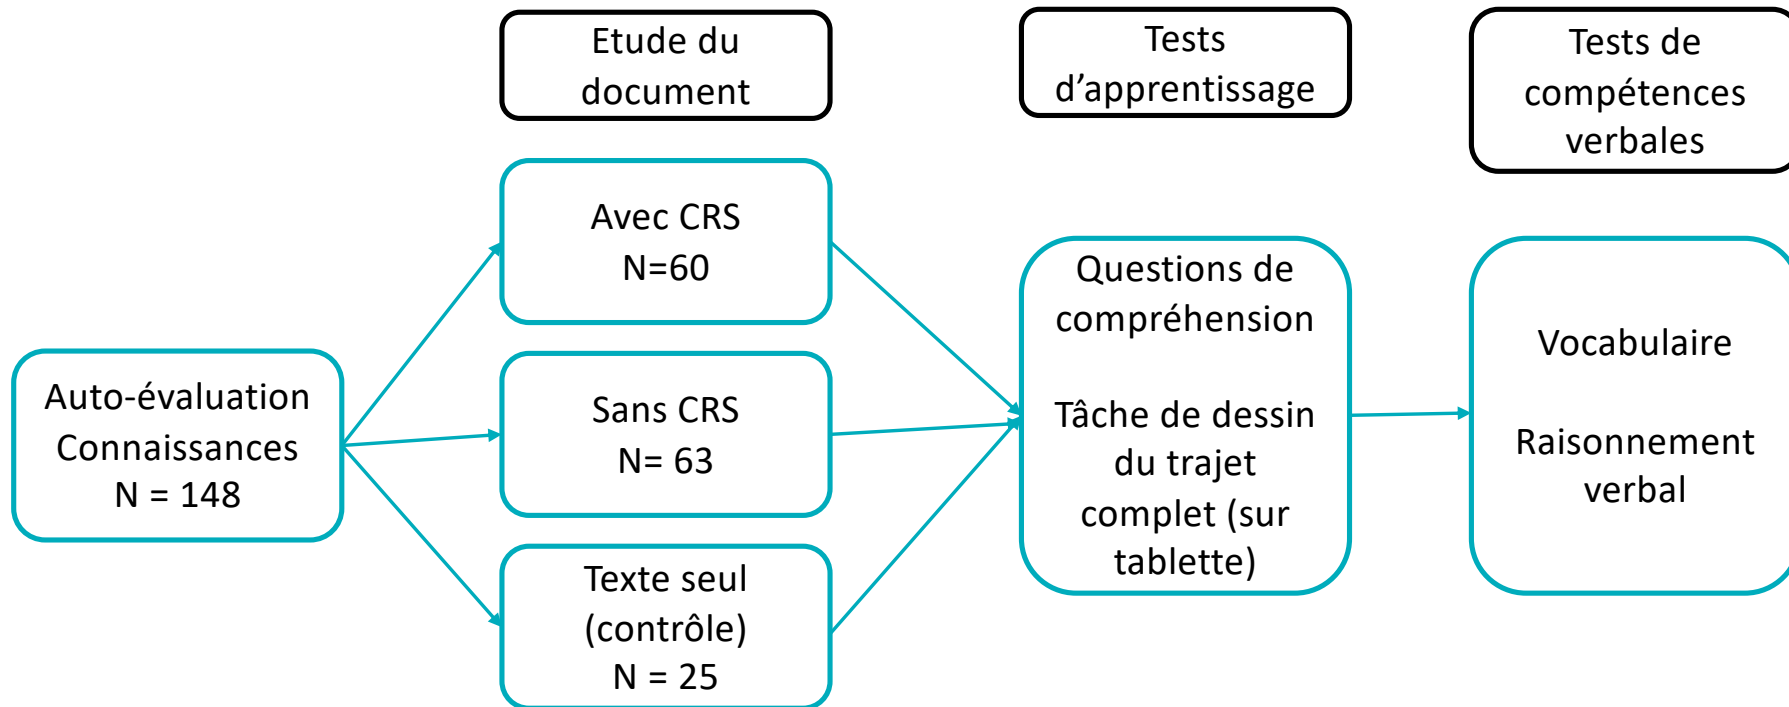 Etude du
document
Tests
d’apprentissage
Tests de
compétences
verbales
Auto-évaluation
Connaissances
N = 148
Avec CRS
N=60
Sans CRS
N= 63
Texte seul
(contrôle)
N = 25
Questions de
compréhension
Tâche de dessin
du trajet
complet (sur
tablette)
Vocabulaire
Raisonnement
verbal